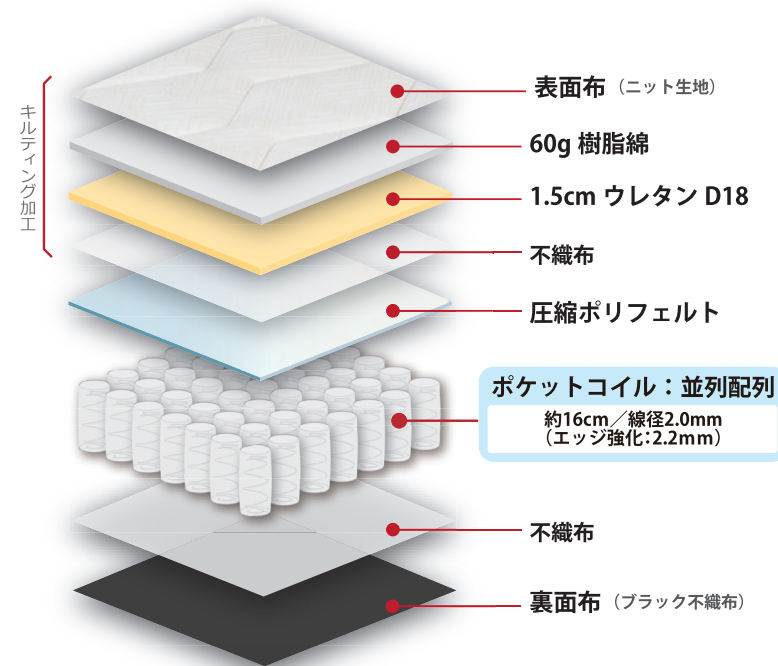 表面布（ニット生地）
60g 樹脂綿
キルティング加工
1.5cm ウレタン D18
不織布
圧縮ポリフェルト
ポケットコイル：並列配列
約16cm／線径2.0mm
（エッジ強化：2.2mm）
不織布
裏面布（ブラック不織布）